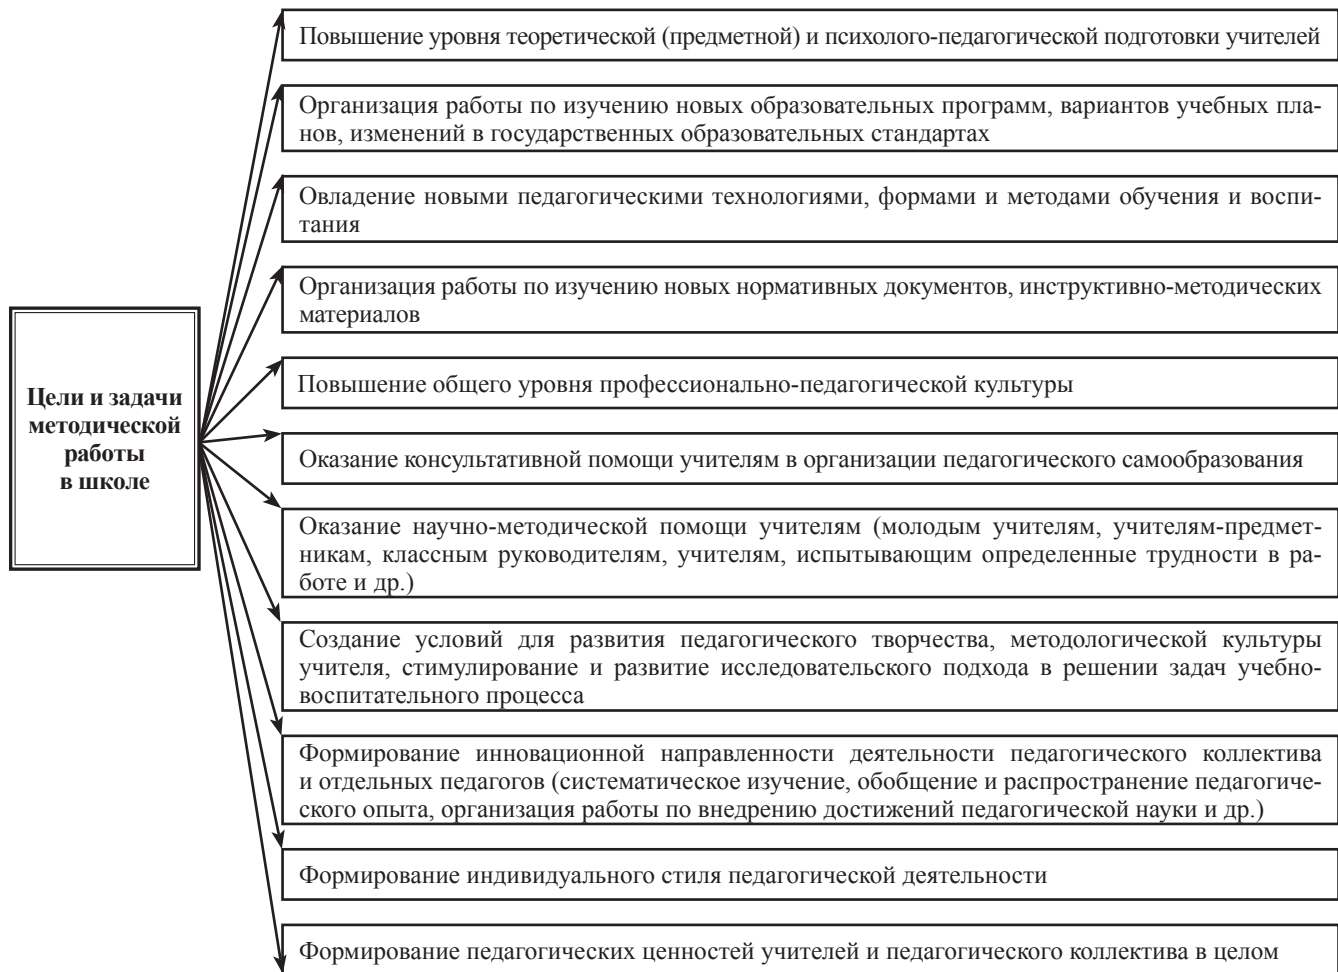 Повышение уровня теоретической (предметной) и психолого-педагогической подготовки учителей
Организация работы по изучению новых образовательных программ, вариантов учебных пла-
нов, изменений в государственных образовательных стандартах
Овладение новыми педагогическими технологиями, формами и методами обучения и воспи-
тания
Организация работы по изучению новых нормативных документов, инструктивно-методических
материалов
Повышение общего уровня профессионально-педагогической культуры
Цели и задачи
методической
работы
в школе
Оказание консультативной помощи учителям в организации педагогического самообразования
Оказание научно-методической помощи учителям (молодым учителям, учителям-предмет-
никам, классным руководителям, учителям, испытывающим определенные трудности в ра-
боте и др.)
Создание условий для развития педагогического творчества, методологической культуры
учителя, стимулирование и развитие исследовательского подхода в решении задач учебно-
воспитательного процесса
Формирование инновационной направленности деятельности педагогического коллектива
и отдельных педагогов (систематическое изучение, обобщение и распространение педагогиче-
ского опыта, организация работы по внедрению достижений педагогической науки и др.)
Формирование индивидуального стиля педагогической деятельности
Формирование педагогических ценностей учителей и педагогического коллектива в целом